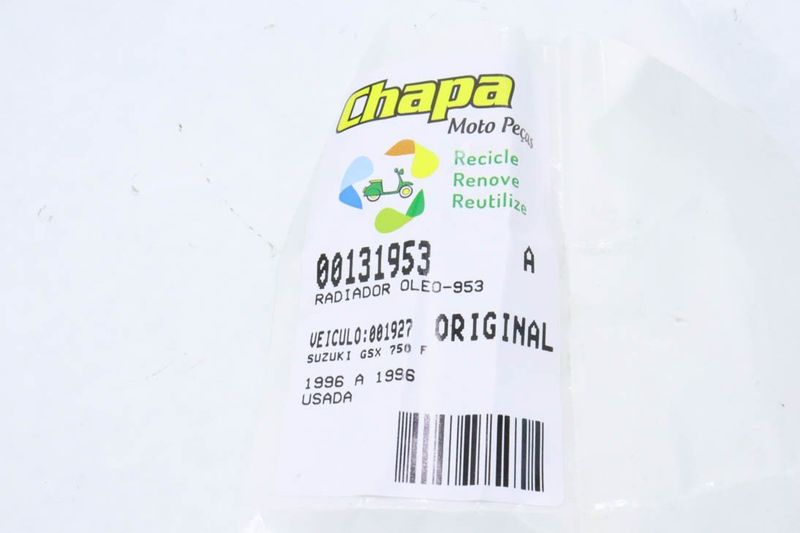 Chapa
Moto Peças
Recicle
Renove
Reutilize
00131953 A
RADIADOR OLEO-953
VEICULO:001927 ORIGINAL
SUZUKI GSX 750 F
1996 A 1996
USADA